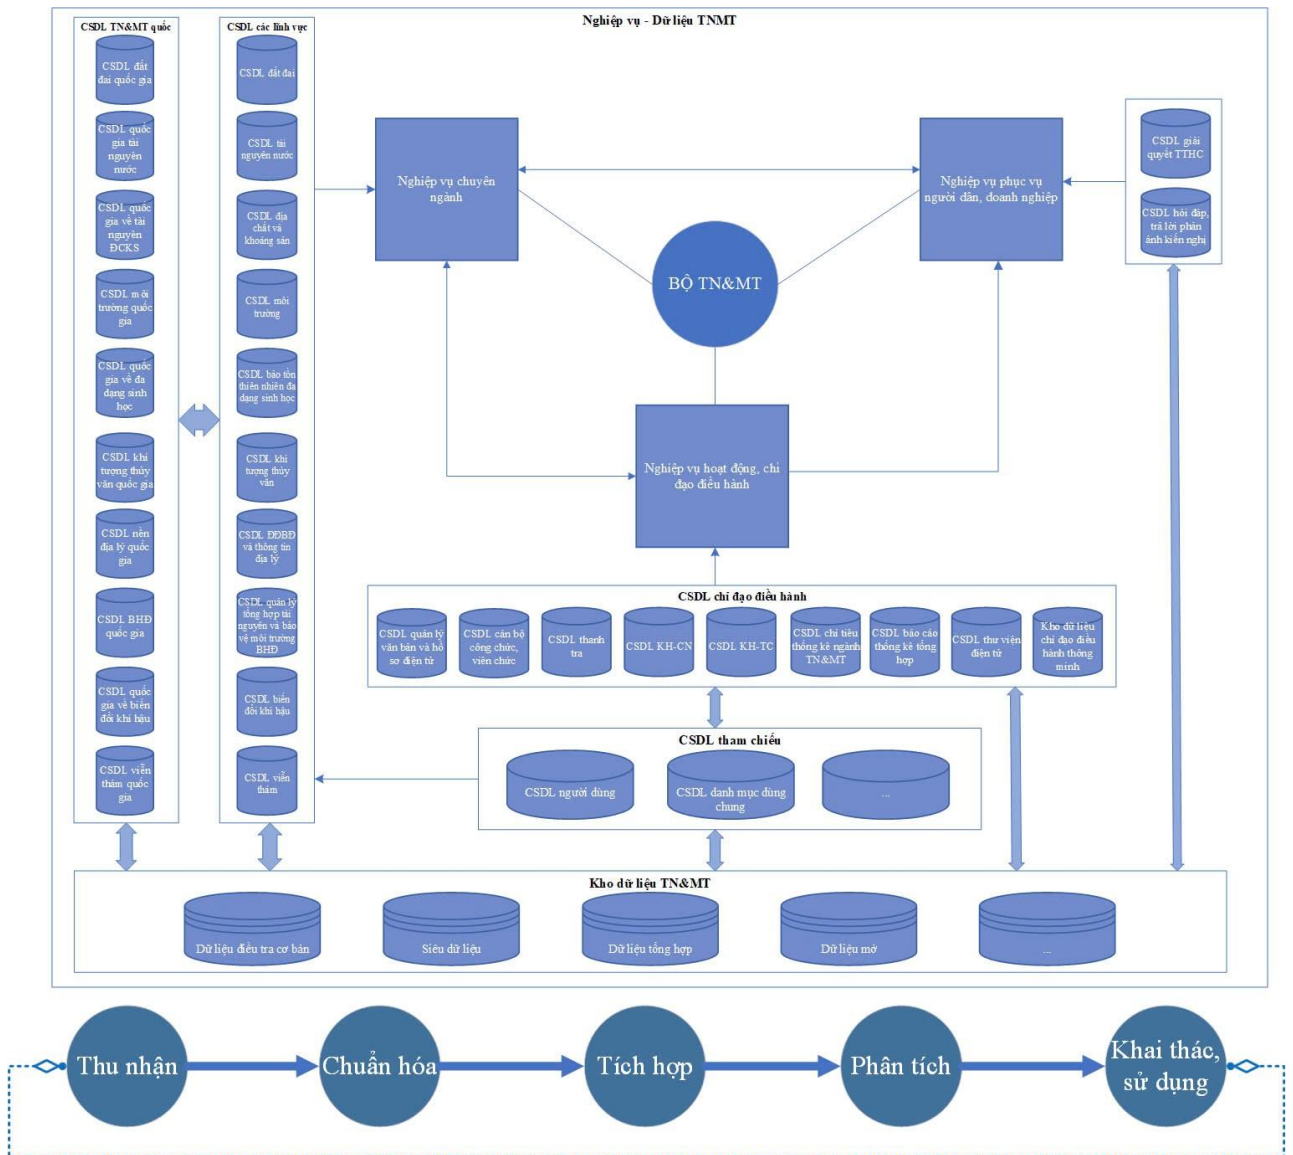 Nghiệp vụ - Dữ liệu TNMT
CSDL TN&MT quốc
CSDL đất
đai quốc gia
CSDL quốc
gia tài
nguyên
nước
CSDL quốc
gia về tài
nguyên
ĐCKS
CSDL môi
trường quốc
gia
CSDL quốc
gia về đa
dạng sinh
học
CSDL khí
tượng thủy
văn quốc gia
CSDL nền
địa lý quốc
gia
CSDL BHĐ
quốc gia
CSDL quốc
gia về biến
đổi khí hậu
CSDL viễn
thám quốc
gia
CSDL các lĩnh vực
CSDL đất đai
CSDL tài
nguyên nước
CSDL địa
chất và
khoáng sản
CSDL môi
trường
CSDL bảo tồn
thiên nhiên đa
dạng sinh học
CSDL khí
tượng thủy
văn
CSDL ĐĐBĐ
và thông tin
địa lý
CSDL quản lý
tổng hợp tài
nguyên và bảo
vệ môi trường
BHĐ
CSDL biến
đổi khí hậu
CSDL viễn
thám
Nghiệp vụ chuyên
ngành
BỘ TN&MT
Nghiệp vụ phục vụ
người dân, doanh nghiệp
CSDL giải
quyết TTHC
CSDL hỏi đáp,
trả lời phản
ánh kiến nghị
Nghiệp vụ hoạt động, chỉ
đạo điều hành
CSDL chỉ đạo điều hành
CSDL quản lý
văn bản và hồ
sơ điện tử
CSDL cán bộ
công chức,
viên chức
CSDL thanh
tra
CSDL KH-CN
CSDL KH-TC
CSDL chỉ tiêu
thống kê ngành
TN&MT
CSDL báo cáo
thống kê tổng
hợp
CSDL thư viện
điện tử
Kho dữ liệu
chỉ đạo điều
hành thông
minh
CSDL tham chiếu
CSDL người dùng
CSDL danh mục dùng
chung
...
Kho dữ liệu TN&MT
Dữ liệu điều tra cơ bản
Siêu dữ liệu
Dữ liệu tổng hợp
Dữ liệu mở
...
Thu nhận
Chuẩn hóa
Tích hợp
Phân tích
Khai thác,
sử dụng